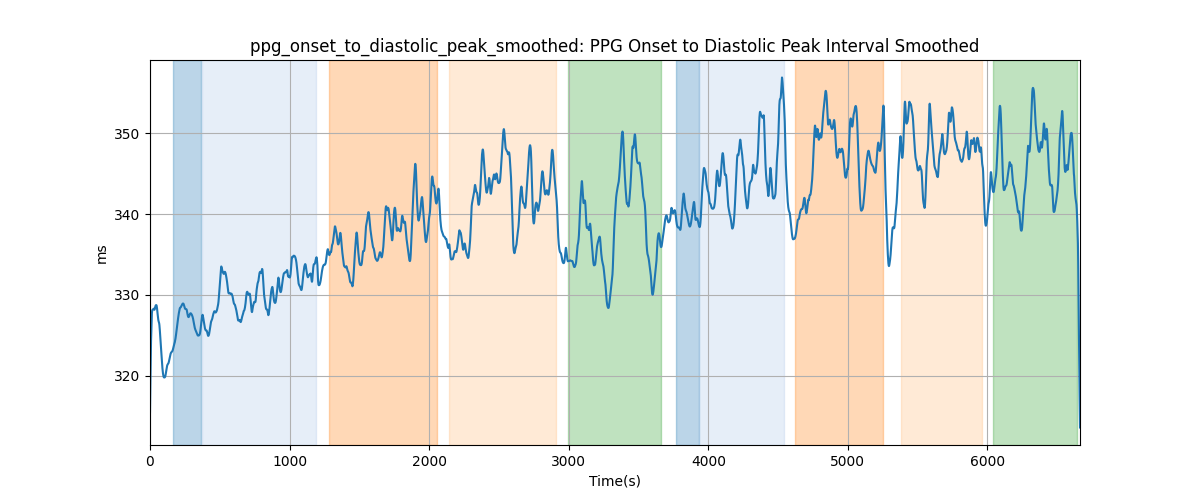 ppg_onset_to_diastolic_peak_smoothed: PPG Onset to Diastolic Peak Interval Smoothed
350
340
330
320
ms
0 1000 2000 3000 4000 5000 6000
Time(s)